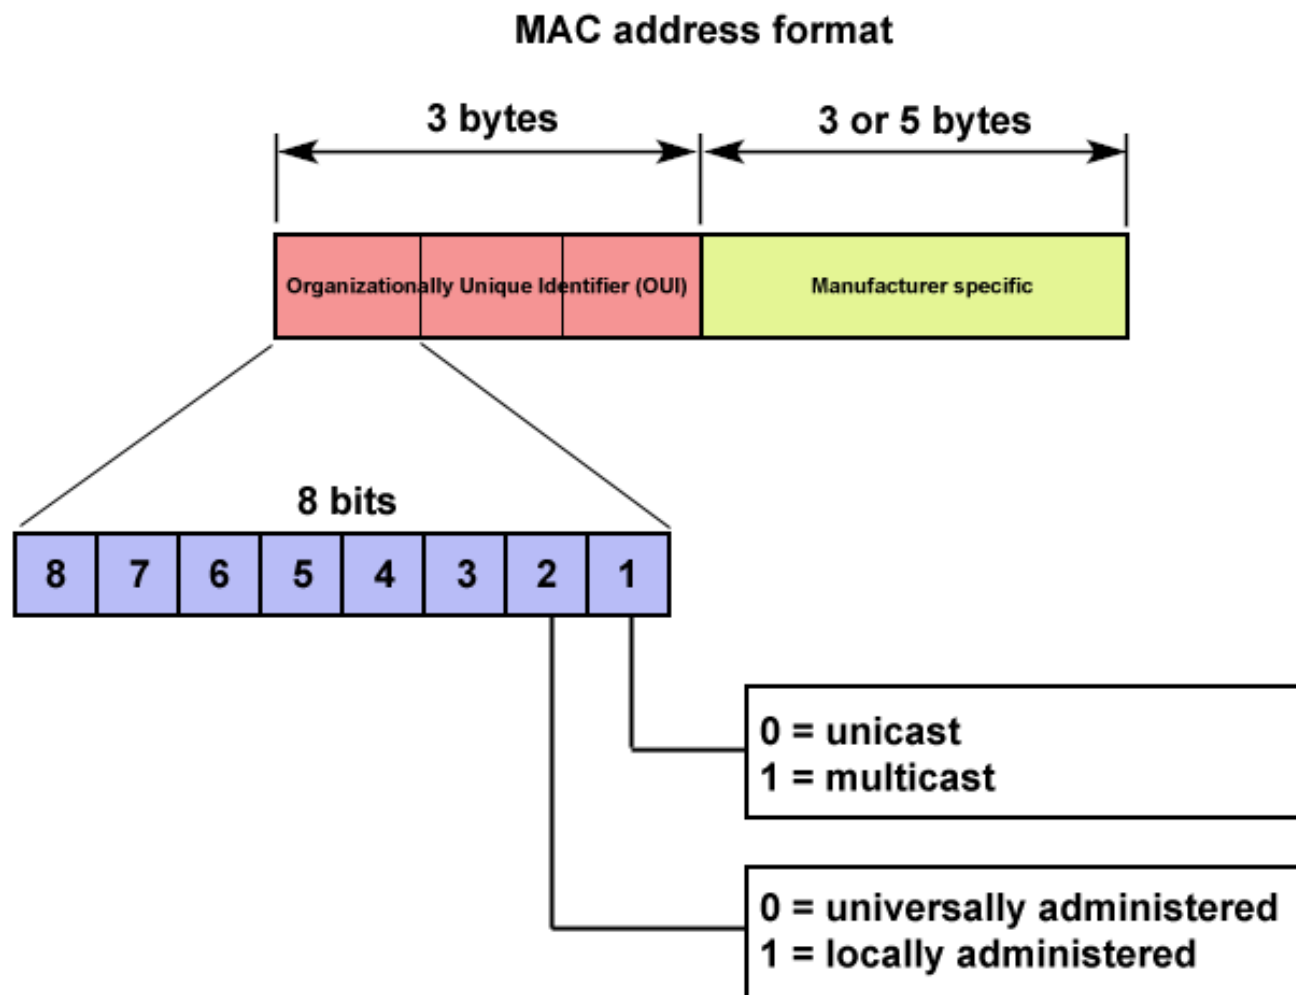 MAC address format
3 bytes
3 or 5 bytes
Organizationally Unique Identifier (OUI)
Manufacturer specific
8 bits
8 7 6 5 4 3 2 1
0 = unicast
1 = multicast
0 = universally administered
1 = locally administered